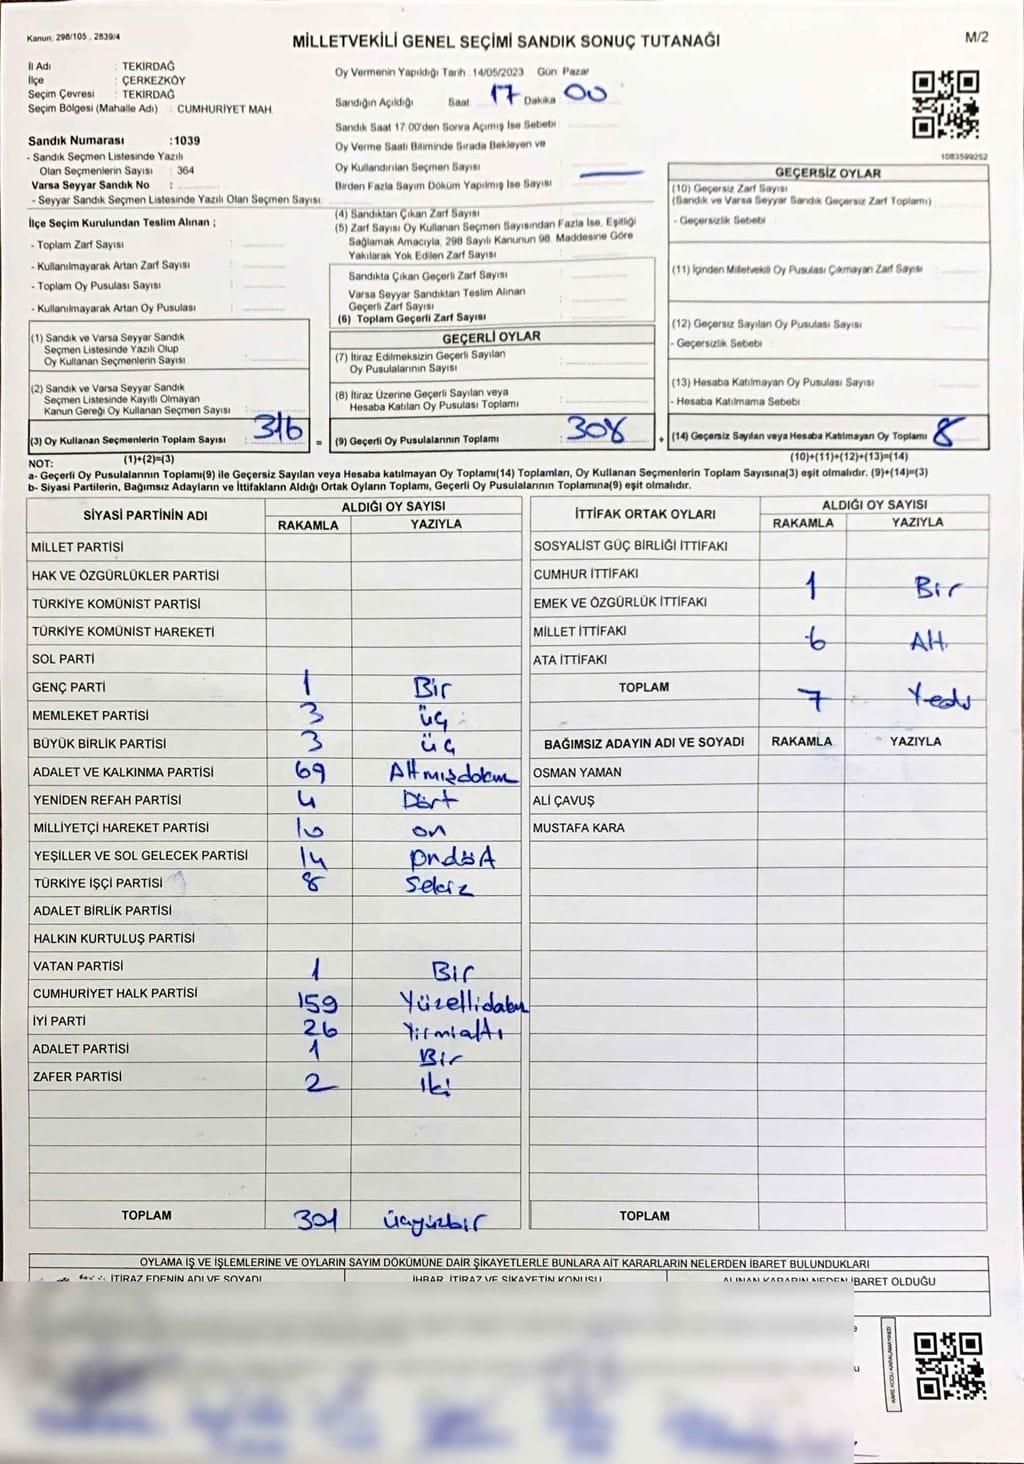 Kanun: 298/105 , 2839/4
MİLLETVEKİLİ GENEL SEÇİMİ SANDIK SONUÇ TUTANAĞI
M/2
İl Adı : TEKİRDAĞ
İlçe : ÇERKEZKÖY
Seçim Çevresi : TEKİRDAĞ
Seçim Bölgesi (Mahalle Adı) : CUMHURİYET MAH.
Sandık Numarası :1039
- Sandık Seçmen Listesinde Yazılı
Olan Seçmenlerin Sayısı : 364
Varsa Seyyar Sandık No :
- Seyyar Sandık Seçmen Listesinde Yazılı Olan Seçmen Sayısı:
İlçe Seçim Kurulundan Teslim Alınan ;
- Toplam Zarf Sayısı :
- Kullanılmayarak Artan Zarf Sayısı :
- Toplam Oy Pusulası Sayısı :
- Kullanılmayarak Artan Oy Pusulası :
(1) Sandık ve Varsa Seyyar Sandık
Seçmen Listesinde Yazılı Olup
Oy Kullanan Seçmenlerin Sayısı :
(2) Sandık ve Varsa Seyyar Sandık
Seçmen Listesinde Kayıtlı Olmayan
Kanun Gereği Oy Kullanan Seçmen Sayısı :
(3) Oy Kullanan Seçmenlerin Toplam Sayısı : 316 =
(1)+(2)=(3)
Oy Vermenin Yapıldığı Tarih : 14/05/2023 Gün: Pazar
Sandığın Açıldığı Saat 17 Dakika 00
Sandık Saat 17.00'den Sonra Açımış İse Sebebi
Oy Verme Saati Bitiminde Sırada Bekleyen ve
Oy Kullandırılan Seçmen Sayısı
Birden Fazla Sayım Döküm Yapılmış İse Sayısı
(4) Sandıktan Çıkan Zarf Sayısı
(5) Zarf Sayısı Oy Kullanan Seçmen Sayısından Fazla İse, Eşitliği
Sağlamak Amacıyla, 298 Sayılı Kanunun 98. Maddesine Göre
Yakılarak Yok Edilen Zarf Sayısı
Sandıkta Çıkan Geçerli Zarf Sayısı :
Varsa Seyyar Sandıktan Teslim Alınan
Geçerli Zarf Sayısı :
(6) Toplam Geçerli Zarf Sayısı :
GEÇERLİ OYLAR
(7) İtiraz Edilmeksizin Geçerli Sayılan
Oy Pusulalarının Sayısı :
(8) İtiraz Üzerine Geçerli Sayılan veya
Hesaba Katılan Oy Pusulası Toplamı :
(9) Geçerli Oy Pusulalarının Toplamı : 308 +
1083599252
GEÇERSİZ OYLAR
(10) Geçersiz Zarf Sayısı
(Sandık ve Varsa Seyyar Sandık Geçersiz Zarf Toplamı)
- Geçersizlik Sebebi :
(11) İçinden Milletvekili Oy Pusulası Çıkmayan Zarf Sayısı
(12) Geçersiz Sayılan Oy Pusulası Sayısı :
- Geçersizlik Sebebi :
(13) Hesaba Katılmayan Oy Pusulası Sayısı :
- Hesaba Katılmama Sebebi :
(14) Geçersiz Sayılan veya Hesaba Katılmayan Oy Toplamı : 8
(10)+(11)+(12)+(13)=(14)
NOT:
a- Geçerli Oy Pusulalarının Toplamı(9) ile Geçersiz Sayılan veya Hesaba katılmayan Oy Toplamı(14) Toplamları, Oy Kullanan Seçmenlerin Toplam Sayısına(3) eşit olmalıdır. (9)+(14)=(3)
b- Siyasi Partilerin, Bağımsız Adayların ve İttifakların Aldığı Ortak Oyların Toplamı, Geçerli Oy Pusulalarının Toplamına(9) eşit olmalıdır.
SİYASİ PARTİNİN ADI ALDIĞI OY SAYISI
RAKAMLA YAZIYLA
MİLLET PARTİSİ
HAK VE ÖZGÜRLÜKLER PARTİSİ
TÜRKİYE KOMÜNİST PARTİSİ
TÜRKİYE KOMÜNİST HAREKETİ
SOL PARTİ
GENÇ PARTİ 1 Bir
MEMLEKET PARTİSİ 3 üç
BÜYÜK BİRLİK PARTİSİ 3 üç
ADALET VE KALKINMA PARTİSİ 69 Altmışdokuz
YENİDEN REFAH PARTİSİ 4 Dört
MİLLİYETÇİ HAREKET PARTİSİ 10 on
YEŞİLLER VE SOL GELECEK PARTİSİ 14 ondört
TÜRKİYE İŞÇİ PARTİSİ 8 Sekiz
ADALET BİRLİK PARTİSİ
HALKIN KURTULUŞ PARTİSİ
VATAN PARTİSİ 1 Bir
CUMHURİYET HALK PARTİSİ 159 Yüzellidokuz
İYİ PARTİ 26 Yirmialtı
ADALET PARTİSİ 1 Bir
ZAFER PARTİSİ 2 iki
TOPLAM 301 üçyüzbir
İTTİFAK ORTAK OYLARI ALDIĞI OY SAYISI
RAKAMLA YAZIYLA
SOSYALİST GÜÇ BİRLİĞİ İTTİFAKI
CUMHUR İTTİFAKI 1 Bir
EMEK VE ÖZGÜRLÜK İTTİFAKI
MİLLET İTTİFAKI 6 Altı
ATA İTTİFAKI
TOPLAM 7 Yedi
BAĞIMSIZ ADAYIN ADI VE SOYADI RAKAMLA YAZIYLA
OSMAN YAMAN
ALİ ÇAVUŞ
MUSTAFA KARA
TOPLAM
OYLAMA İŞ VE İŞLEMLERİNE VE OYLARIN SAYIM DÖKÜMÜNE DAİR ŞİKAYETLERLE BUNLARA AİT KARARLARIN NELERDEN İBARET BULUNDUKLARI
İTİRAZ EDENİN ADI VE SOYADI İHBAR, İTİRAZ VE ŞİKAYETİN KONUSU ALINAN KARARIN NEDEN İBARET OLDUĞU